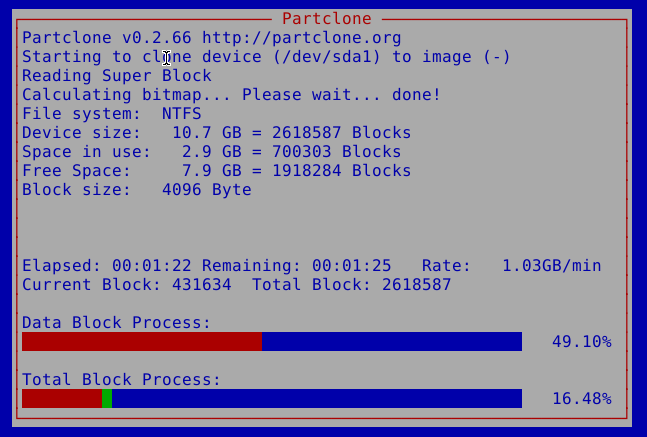 Partclone
Partclone v0.2.66 http://partclone.org
Starting to clone device (/dev/sda1) to image (-)
Reading Super Block
Calculating bitmap... Please wait... done!
File system:  NTFS
Device size:   10.7 GB = 2618587 Blocks
Space in use:   2.9 GB = 700303 Blocks
Free Space:     7.9 GB = 1918284 Blocks
Block size:   4096 Byte
Elapsed: 00:01:22 Remaining: 00:01:25   Rate:   1.03GB/min
Current Block: 431634  Total Block: 2618587
Data Block Process:
49.10%
Total Block Process:
16.48%